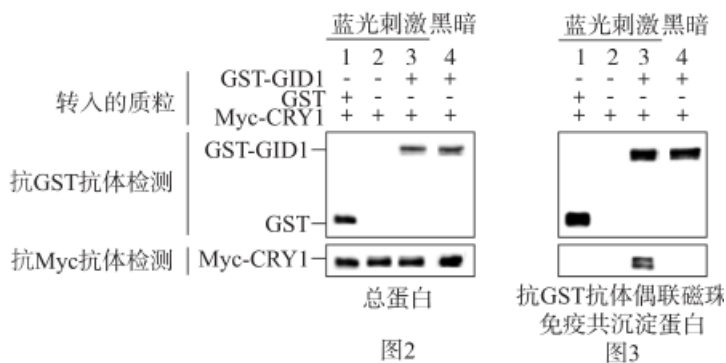 蓝光刺激 黑暗 蓝光刺激 黑暗
1 2 3 4 1 2 3 4
转入的质粒
GST-GID1 - - + + - - + +
GST + - - - + - - -
Myc-CRY1 + + + + + + + +
抗GST抗体检测
GST-GID1
GST
抗Myc抗体检测 Myc-CRY1
总蛋白 抗GST抗体偶联磁珠
免疫共沉淀蛋白
图2 图3